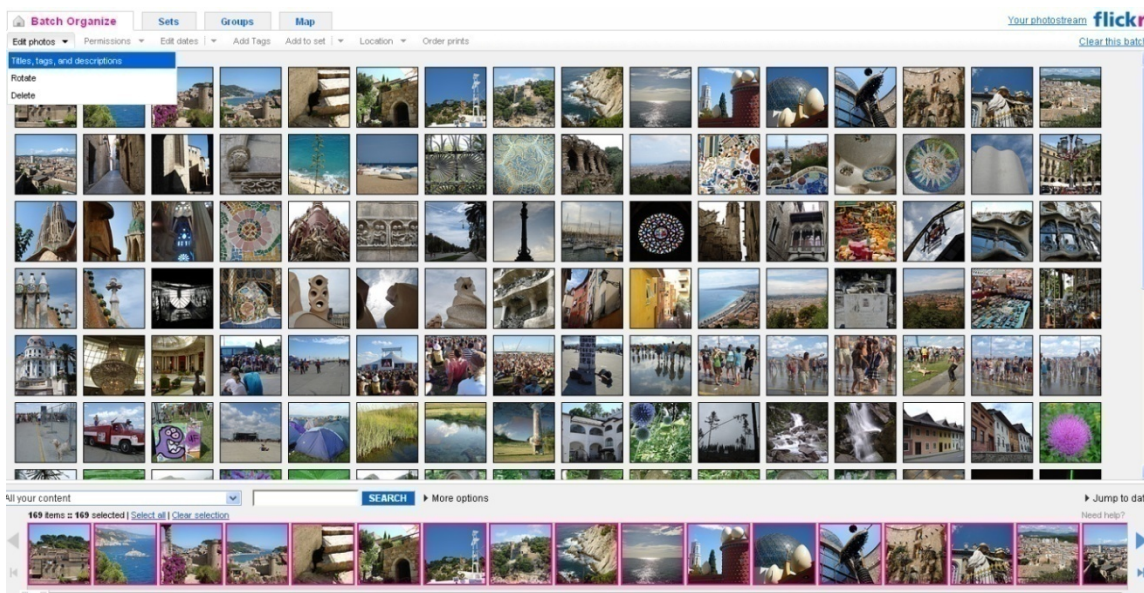 Batch Organize Sets Groups Map Your photostream flickr
Edit photos Permissions Edit dates Add Tags Add to set Location Order prints Clear this batch
Titles, tags, and descriptions
Rotate
Delete
All your content SEARCH More options Jump to dat
169 items :: 169 selected | Select all | Clear selection Need help?